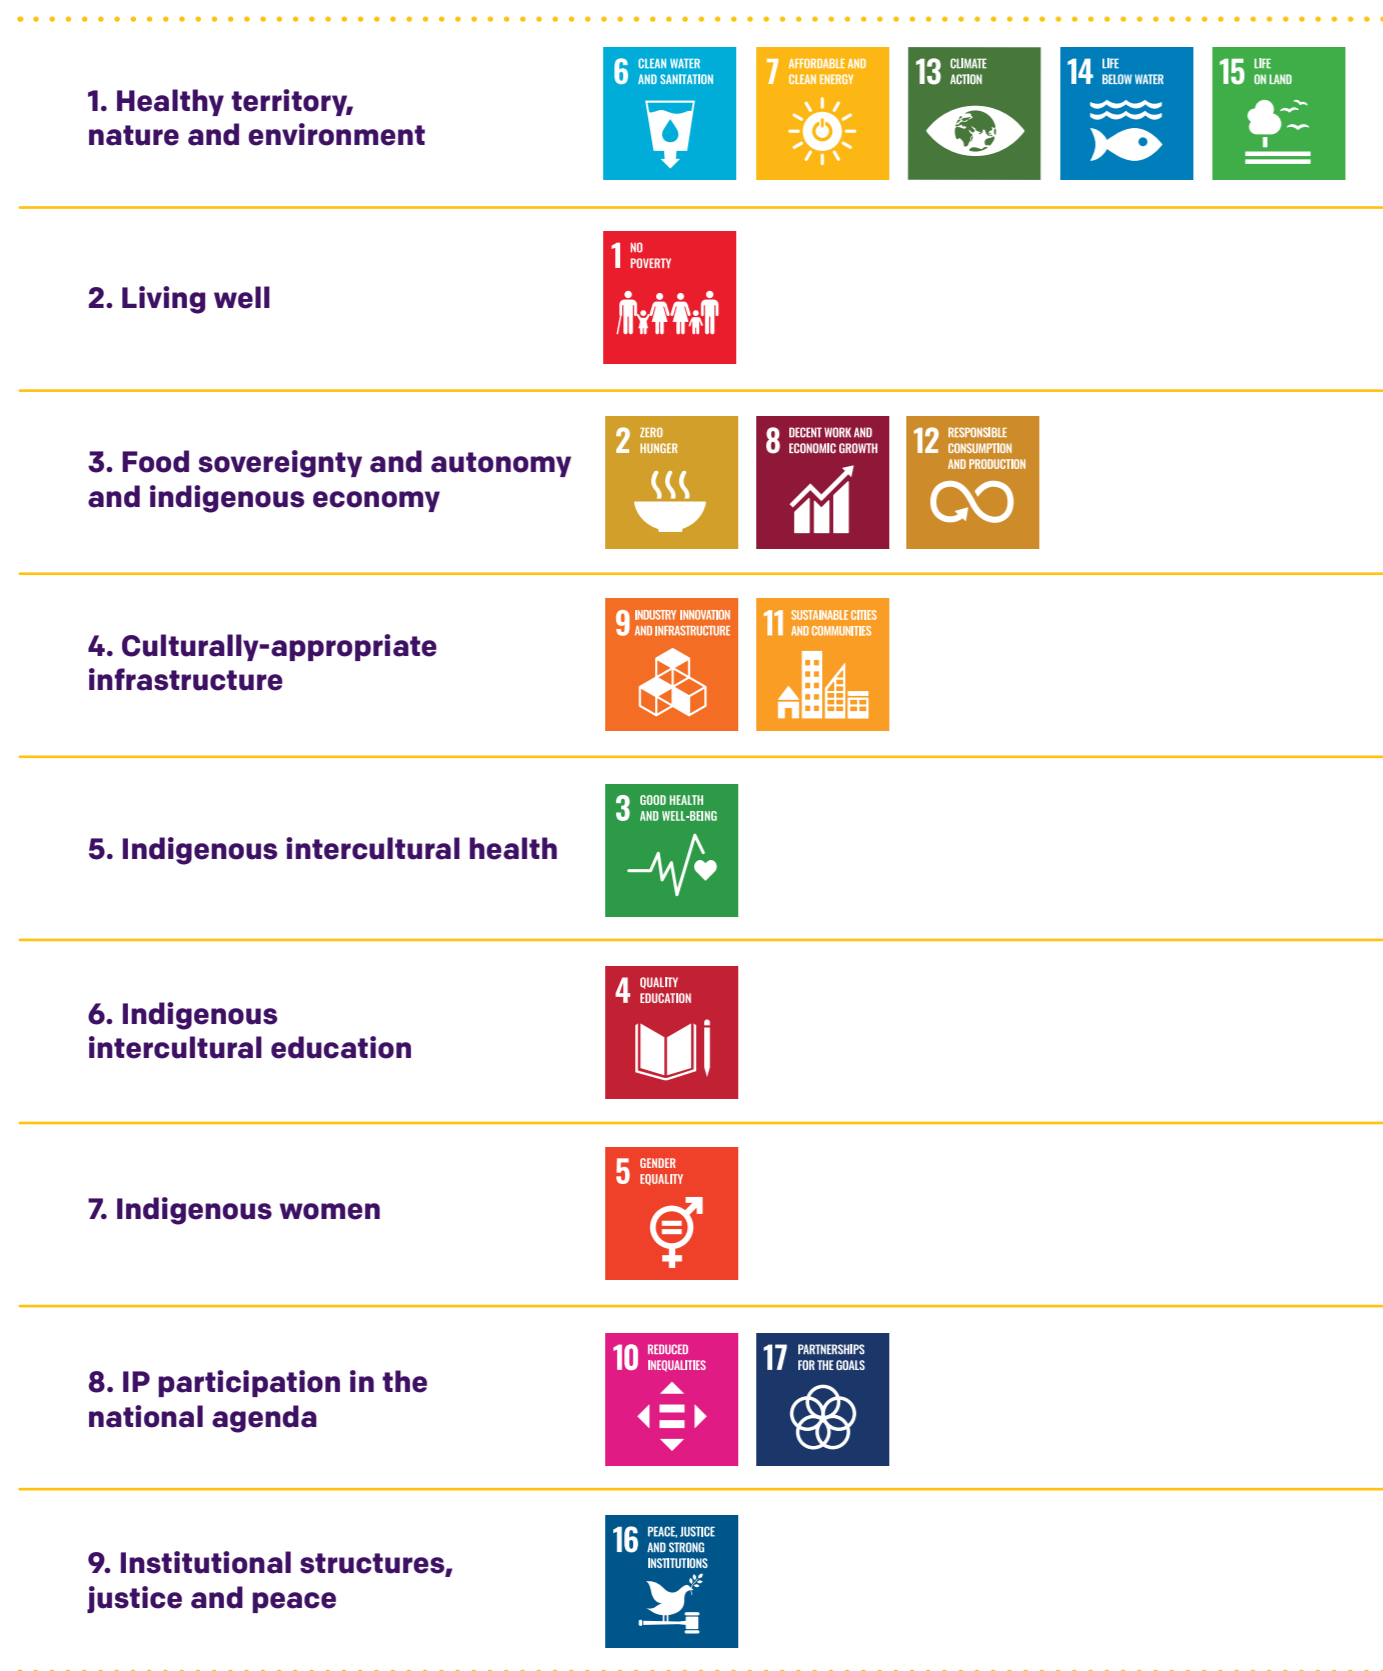 1. Healthy territory,
nature and environment
6 CLEAN WATER
AND SANITATION
7 AFFORDABLE AND
CLEAN ENERGY
13 CLIMATE
ACTION
14 LIFE
BELOW WATER
15 LIFE
ON LAND
2. Living well
1 NO
POVERTY
3. Food sovereignty and autonomy
and indigenous economy
2 ZERO
HUNGER
8 DECENT WORK AND
ECONOMIC GROWTH
12 RESPONSIBLE
CONSUMPTION
AND PRODUCTION
4. Culturally-appropriate
infrastructure
9 INDUSTRY INNOVATION
AND INFRASTRUCTURE
11 SUSTAINABLE CITIES
AND COMMUNITIES
5. Indigenous intercultural health
3 GOOD HEALTH
AND WELL-BEING
6. Indigenous
intercultural education
4 QUALITY
EDUCATION
7. Indigenous women
5 GENDER
EQUALITY
8. IP participation in the
national agenda
10 REDUCED
INEQUALITIES
17 PARTNERSHIPS
FOR THE GOALS
9. Institutional structures,
justice and peace
16 PEACE, JUSTICE
AND STRONG
INSTITUTIONS